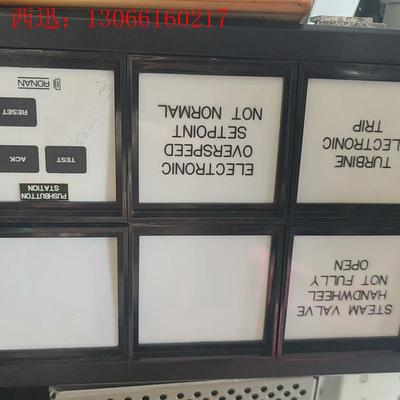 西迅：13066160217
STEAM VALVE
HANDWHEEL
NOT FULLY
OPEN
TURBINE
ELECTRONIC
TRIP
ELECTRONIC
OVERSPEED
SETPOINT
NOT NORMAL
PUSHBUTTON
STATION
TEST
ACK
RESET
RONAN